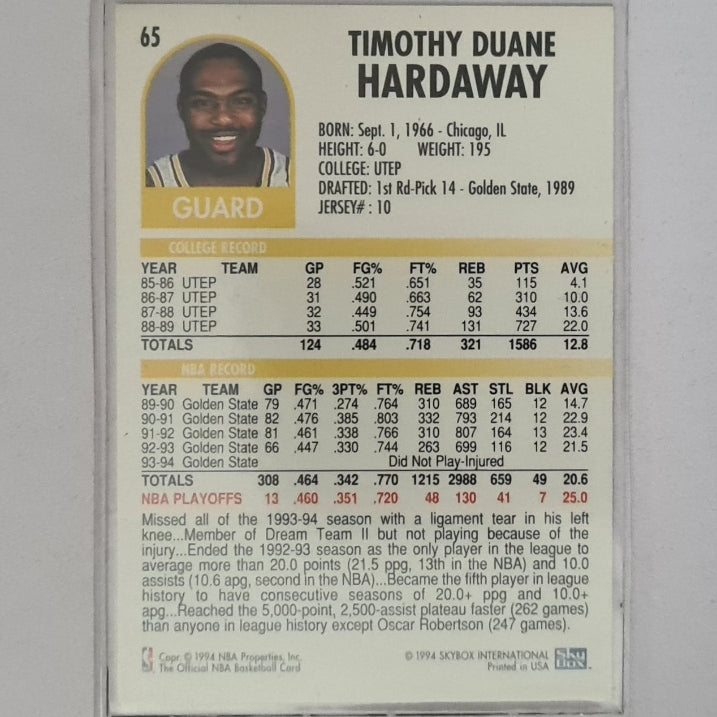 65
TIMOTHY DUANE
HARDAWAY
BORN: Sept. 1, 1966 - Chicago, IL
HEIGHT: 6-0 WEIGHT: 195
COLLEGE: UTEP
DRAFTED: 1st Rd-Pick 14 - Golden State, 1989
JERSEY# : 10
GUARD
COLLEGE RECORD
YEAR TEAM GP FG% FT% REB PTS AVG
85-86 UTEP 28 .521 .651 35 115 4.1
86-87 UTEP 31 .490 .663 62 310 10.0
87-88 UTEP 32 .449 .754 93 434 13.6
88-89 UTEP 33 .501 .741 131 727 22.0
TOTALS 124 .484 .718 321 1586 12.8
NBA RECORD
YEAR TEAM GP FG% 3PT% FT% REB AST STL BLK AVG
89-90 Golden State 79 .471 .274 .764 310 689 165 12 14.7
90-91 Golden State 82 .476 .385 .803 332 793 214 12 22.9
91-92 Golden State 81 .461 .338 .766 310 807 164 13 23.4
92-93 Golden State 66 .447 .330 .744 263 699 116 12 21.5
93-94 Golden State Did Not Play-Injured
TOTALS 308 .464 .342 .770 1215 2988 659 49 20.6
NBA PLAYOFFS 13 .460 .351 .720 48 130 41 7 25.0
Missed all of the 1993-94 season with a ligament tear in his left
knee...Member of Dream Team II but not playing because of the
injury...Ended the 1992-93 season as the only player in the league to
average more than 20.0 points (21.5 ppg, 13th in the NBA) and 10.0
assists (10.6 apg, second in the NBA)...Became the fifth player in league
history to have consecutive seasons of 20.0+ ppg and 10.0+
apg...Reached the 5,000-point, 2,500-assist plateau faster (262 games)
than anyone in league history except Oscar Robertson (247 games).
Copr. © 1994 NBA Properties, Inc.
The Official NBA Basketball Card
© 1994 SKYBOX INTERNATIONAL
Printed in USA
SkyBox